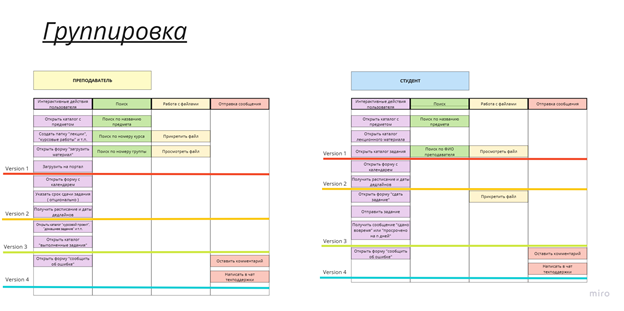 Группировка
ПРЕПОДАВАТЕЛЬ
Интерактивные действия
пользователя
Поиск
Работа с файлами
Отправка сообщения
Открыть каталог с
предметом
Поиск по названию
предмета
Создать папку "лекции",
"курсовые работы" и т.п.
Поиск по номеру курса
Прикрепить файл
Открыть форму "загрузить
материал"
Поиск по номеру группы
Просмотреть файл
Загрузить на портал
Version 1
Открыть форму с
календарем
Указать срок сдачи задания
( опционально )
Получить расписание и даты
дедлайнов
Version 2
Открыть каталог
"выполненные задания"
Version 3
Открыть форму "сообщить
об ошибке"
Оставить комментарий
Написать в чат
техподдержки
Version 4
СТУДЕНТ
Интерактивные действия
пользователя
Поиск
Работа с файлами
Отправка сообщения
Открыть каталог с
предметом
Поиск по названию
предмета
Открыть каталог
лекционного материала
Открыть каталог задания
Поиск по ФИО
преподавателя
Просмотреть файл
Version 1
Открыть форму с
календарем
Получить расписание и даты
дедлайнов
Version 2
Открыть форму "сдать
задание"
Прикрепить файл
Отправить задание
Получить сообщение "сдано
вовремя" или "просрочено
на n дней"
Version 3
Открыть форму "сообщить
об ошибке"
Оставить комментарий
Написать в чат
техподдержки
Version 4
miro